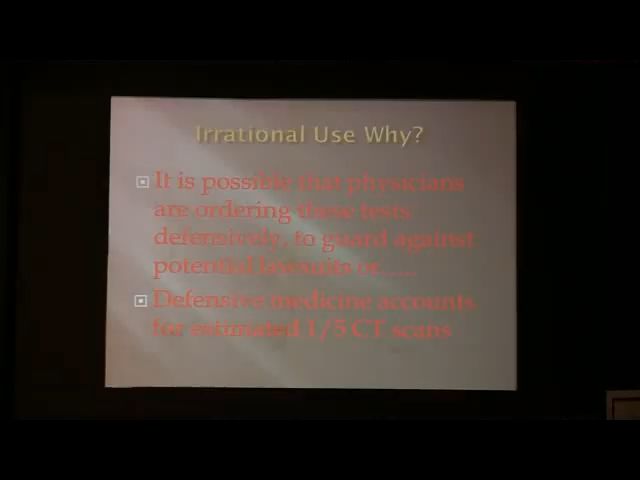 Irrational Use Why?
It is possible that physicians
are ordering these tests
defensively, to guard against
potential lawsuits or.....
Defensive medicine accounts
for estimated 1/5 CT scans